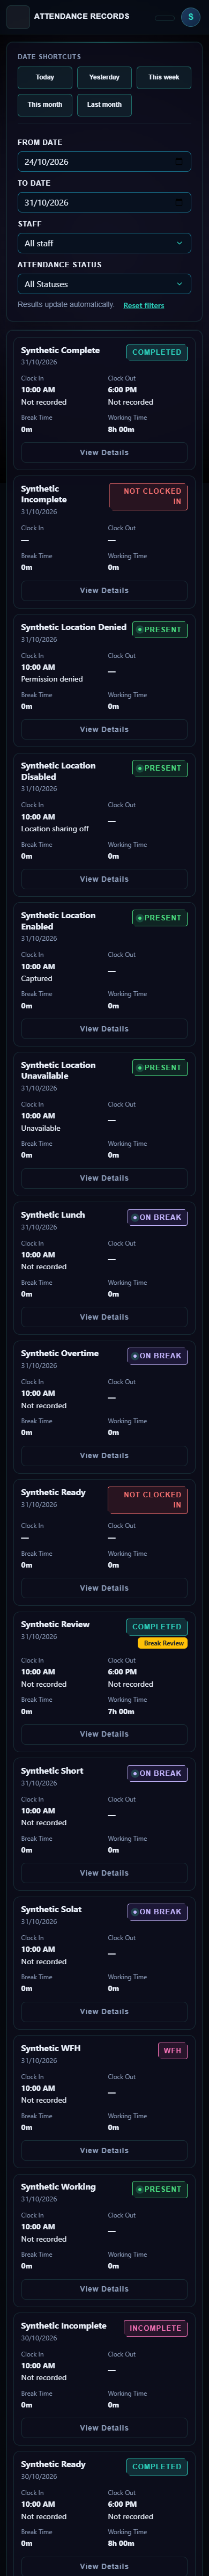 ATTENDANCE RECORDS
S
DATE SHORTCUTS
Today
Yesterday
This week
This month
Last month
FROM DATE
24/10/2026
TO DATE
31/10/2026
STAFF
All staff
ATTENDANCE STATUS
All Statuses
Results update automatically. Reset filters
Synthetic Complete
COMPLETED
31/10/2026
Clock In Clock Out
10:00 AM 6:00 PM
Not recorded Not recorded
Break Time Working Time
0m 8h 00m
View Details
Synthetic
Incomplete
NOT CLOCKED
IN
31/10/2026
Clock In Clock Out
— —
Break Time Working Time
0m 0m
View Details
Synthetic Location Denied
PRESENT
31/10/2026
Clock In Clock Out
10:00 AM —
Permission denied
Break Time Working Time
0m 0m
View Details
Synthetic Location
Disabled
PRESENT
31/10/2026
Clock In Clock Out
10:00 AM —
Location sharing off
Break Time Working Time
0m 0m
View Details
Synthetic Location
Enabled
PRESENT
31/10/2026
Clock In Clock Out
10:00 AM —
Captured
Break Time Working Time
0m 0m
View Details
Synthetic Location
Unavailable
PRESENT
31/10/2026
Clock In Clock Out
10:00 AM —
Unavailable
Break Time Working Time
0m 0m
View Details
Synthetic Lunch
ON BREAK
31/10/2026
Clock In Clock Out
10:00 AM —
Not recorded
Break Time Working Time
0m 0m
View Details
Synthetic Overtime
ON BREAK
31/10/2026
Clock In Clock Out
10:00 AM —
Not recorded
Break Time Working Time
0m 0m
View Details
Synthetic Ready
NOT CLOCKED
IN
31/10/2026
Clock In Clock Out
— —
Break Time Working Time
0m 0m
View Details
Synthetic Review
COMPLETED
31/10/2026
Break Review
Clock In Clock Out
10:00 AM 6:00 PM
Not recorded Not recorded
Break Time Working Time
0m 7h 00m
View Details
Synthetic Short
ON BREAK
31/10/2026
Clock In Clock Out
10:00 AM —
Not recorded
Break Time Working Time
0m 0m
View Details
Synthetic Solat
ON BREAK
31/10/2026
Clock In Clock Out
10:00 AM —
Not recorded
Break Time Working Time
0m 0m
View Details
Synthetic WFH
WFH
31/10/2026
Clock In Clock Out
10:00 AM —
Not recorded
Break Time Working Time
0m 0m
View Details
Synthetic Working
PRESENT
31/10/2026
Clock In Clock Out
10:00 AM —
Not recorded
Break Time Working Time
0m 0m
View Details
Synthetic Incomplete
INCOMPLETE
30/10/2026
Clock In Clock Out
10:00 AM —
Not recorded
Break Time Working Time
0m 0m
View Details
Synthetic Ready
COMPLETED
30/10/2026
Clock In Clock Out
10:00 AM 6:00 PM
Not recorded Not recorded
Break Time Working Time
0m 8h 00m
View Details